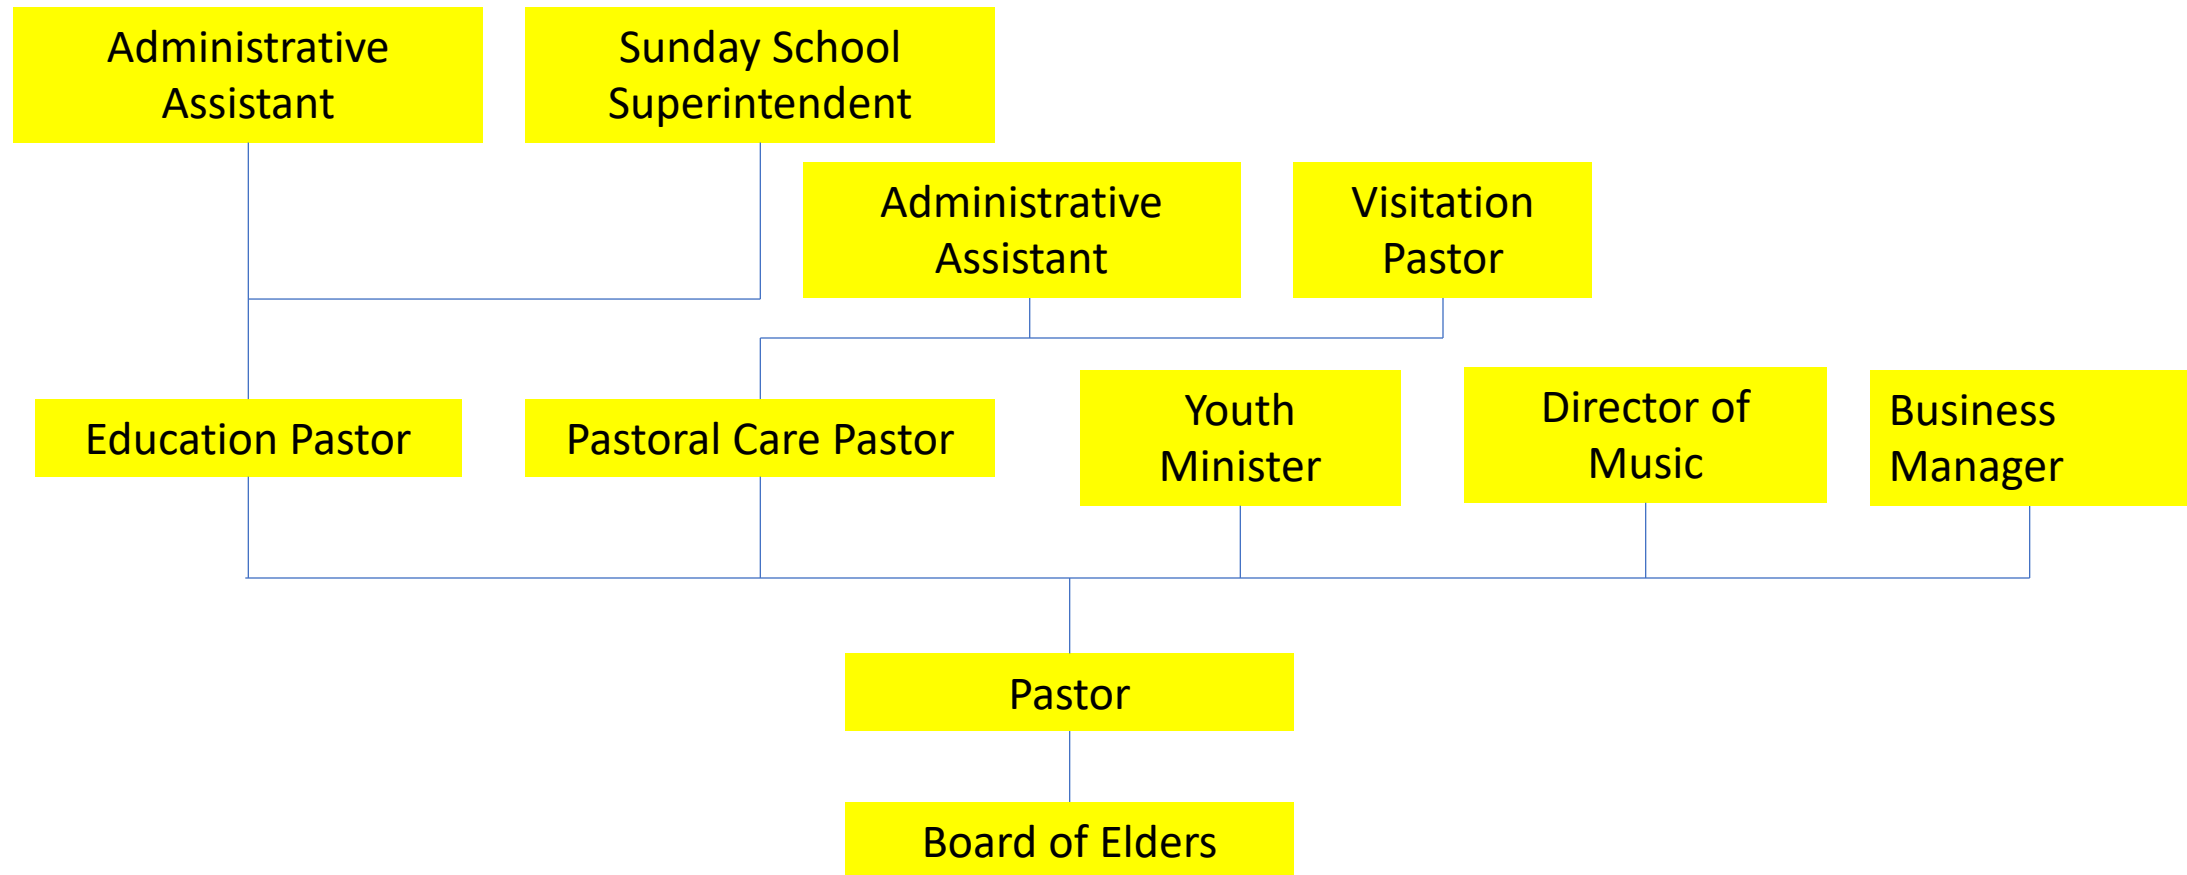 Administrative
Assistant
Sunday School
Superintendent
Administrative
Assistant
Visitation
Pastor
Education Pastor
Pastoral Care Pastor
Youth
Minister
Director of
Music
Business
Manager
Pastor
Board of Elders